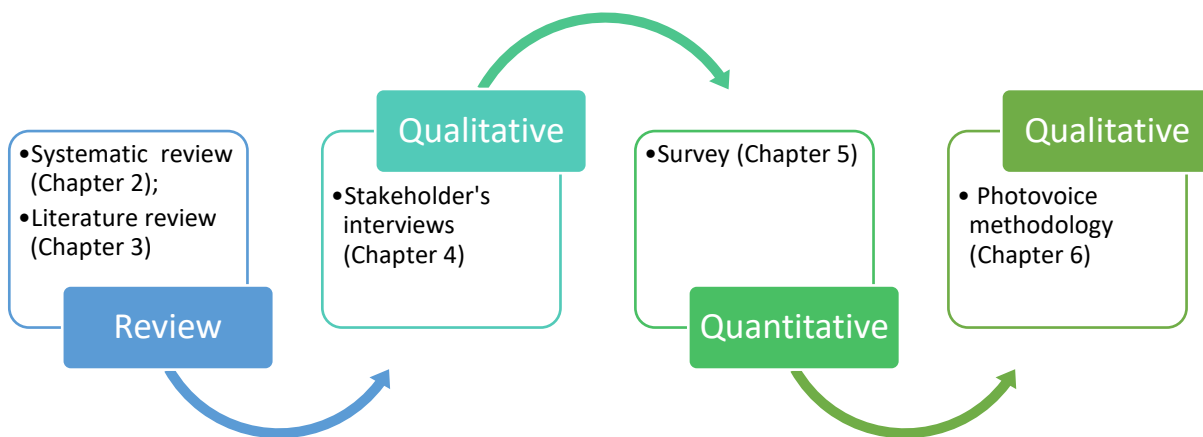 •Systematic review
(Chapter 2);
•Literature review
(Chapter 3)
Review
Qualitative
•Stakeholder's
interviews
(Chapter 4)
•Survey (Chapter 5)
Quantitative
Qualitative
• Photovoice
methodology
(Chapter 6)